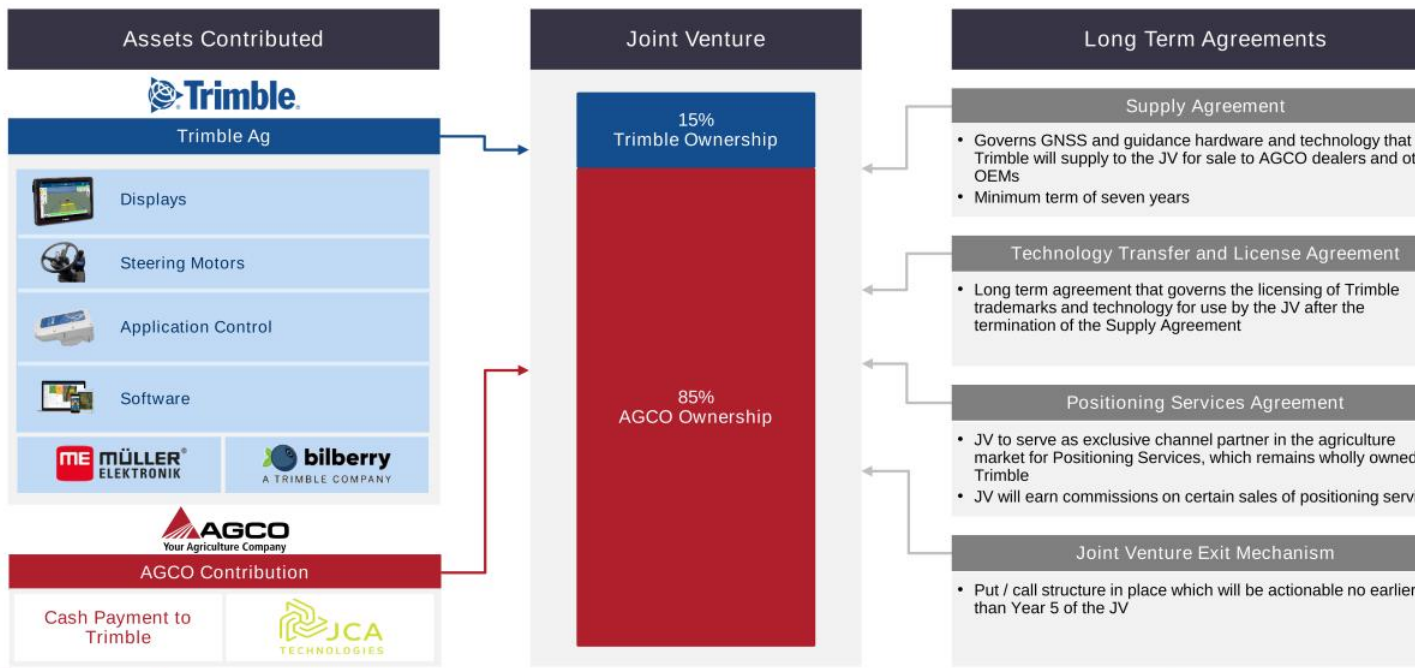 Assets Contributed
Trimble
Trimble Ag
Displays
Steering Motors
Application Control
Software
ME MÜLLER®
ELEKTRONIK
bilberry
A TRIMBLE COMPANY
AGCO
Your Agriculture Company
AGCO Contribution
Cash Payment to
Trimble
JCA
TECHNOLOGIES
Joint Venture
15%
Trimble Ownership
85%
AGCO Ownership
Long Term Agreements
Supply Agreement
• Governs GNSS and guidance hardware and technology that
Trimble will supply to the JV for sale to AGCO dealers and
OEMs
• Minimum term of seven years
Technology Transfer and License Agreement
• Long term agreement that governs the licensing of Trimble
trademarks and technology for use by the JV after the
termination of the Supply Agreement
Positioning Services Agreement
• JV to serve as exclusive channel partner in the agriculture
market for Positioning Services, which remains wholly owned
Trimble
• JV will earn commissions on certain sales of positioning
Joint Venture Exit Mechanism
• Put / call structure in place which will be actionable no earlier
than Year 5 of the JV